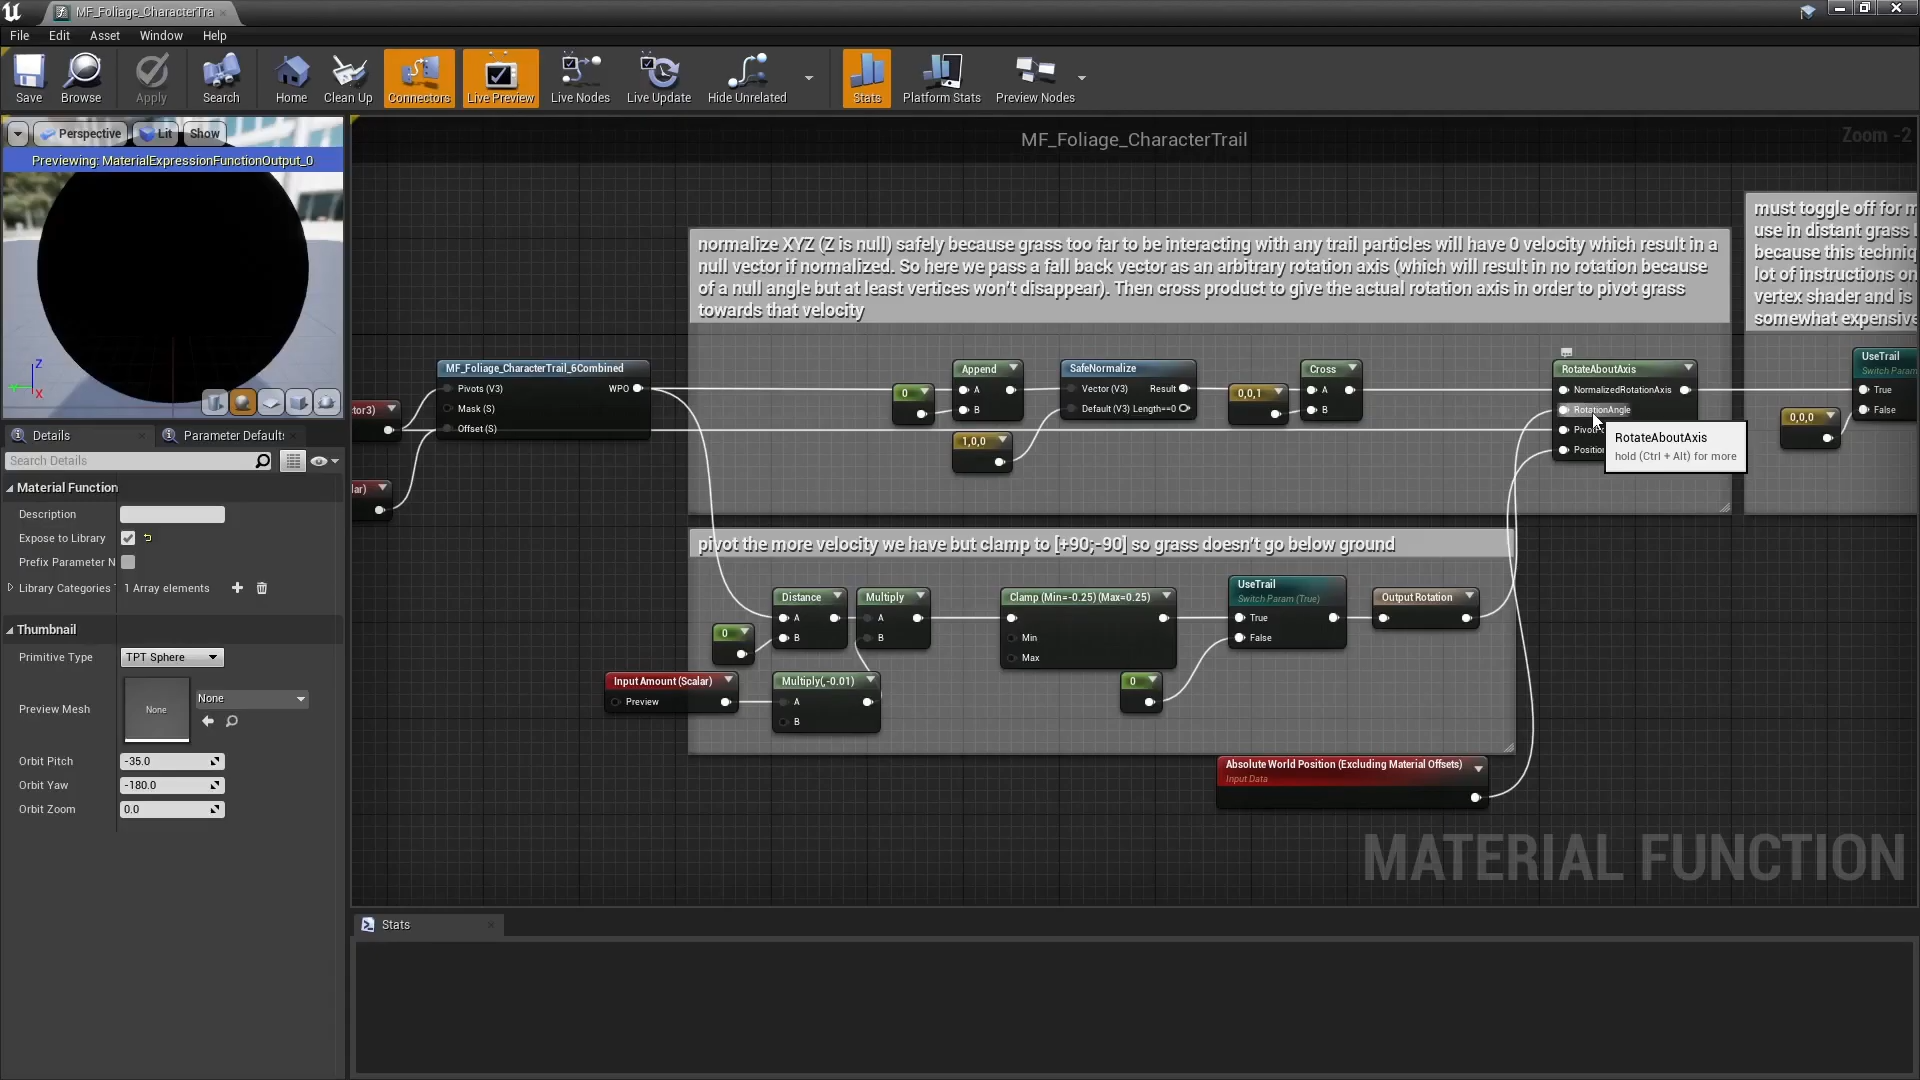 MF_Foliage_CharacterTra
File Edit Asset Window Help
Save Browse Apply Search Home Clean Up Connectors Live Preview Live Nodes Live Update Hide Unrelated Stats Platform Stats Preview Nodes
Perspective Lit Show
Previewing: MaterialExpressionFunctionOutput_0
Z
X
MF_Foliage_CharacterTrail
Zoom -2
normalize XYZ (Z is null) safely because grass too far to be interacting with any trail particles will have 0 velocity which result in a
null vector if normalized. So here we pass a fall back vector as an arbitrary rotation axis (which will result in no rotation because
of a null angle but at least vertices won't disappear). Then cross product to give the actual rotation axis in order to pivot grass
towards that velocity
must toggle off for m
use in distant grass
because this techniq
lot of instructions on
vertex shader and is
somewhat expensive
tor3)
lar)
MF_Foliage_CharacterTrail_6Combined
Pivots (V3) WPO
Mask (S)
Offset (S)
0
Append
A
B
1,0,0
SafeNormalize
Vector (V3) Result
Default (V3) Length==0
0,0,1
Cross
A
B
RotateAboutAxis
NormalizedRotationAxis
RotationAngle
Position
RotateAboutAxis
hold (Ctrl + Alt) for more
0,0,0
UseTrail
Switch Param
True
False
pivot the more velocity we have but clamp to [+90;-90] so grass doesn't go below ground
Distance
A
B
0
Multiply
A
B
Input Amount (Scalar)
Preview
Multiply(,-0.01)
A
B
Clamp (Min=-0.25) (Max=0.25)
Min
Max
0
UseTrail
Switch Param (True)
True
False
Output Rotation
Absolute World Position (Excluding Material Offsets)
Input Data
MATERIAL FUNCTION
Details Parameter Defaults
Search Details
Material Function
Description
Expose to Library
Prefix Parameter N
Library Categories 1 Array elements
Thumbnail
Primitive Type TPT Sphere
Preview Mesh None None
Orbit Pitch -35.0
Orbit Yaw -180.0
Orbit Zoom 0.0
Stats